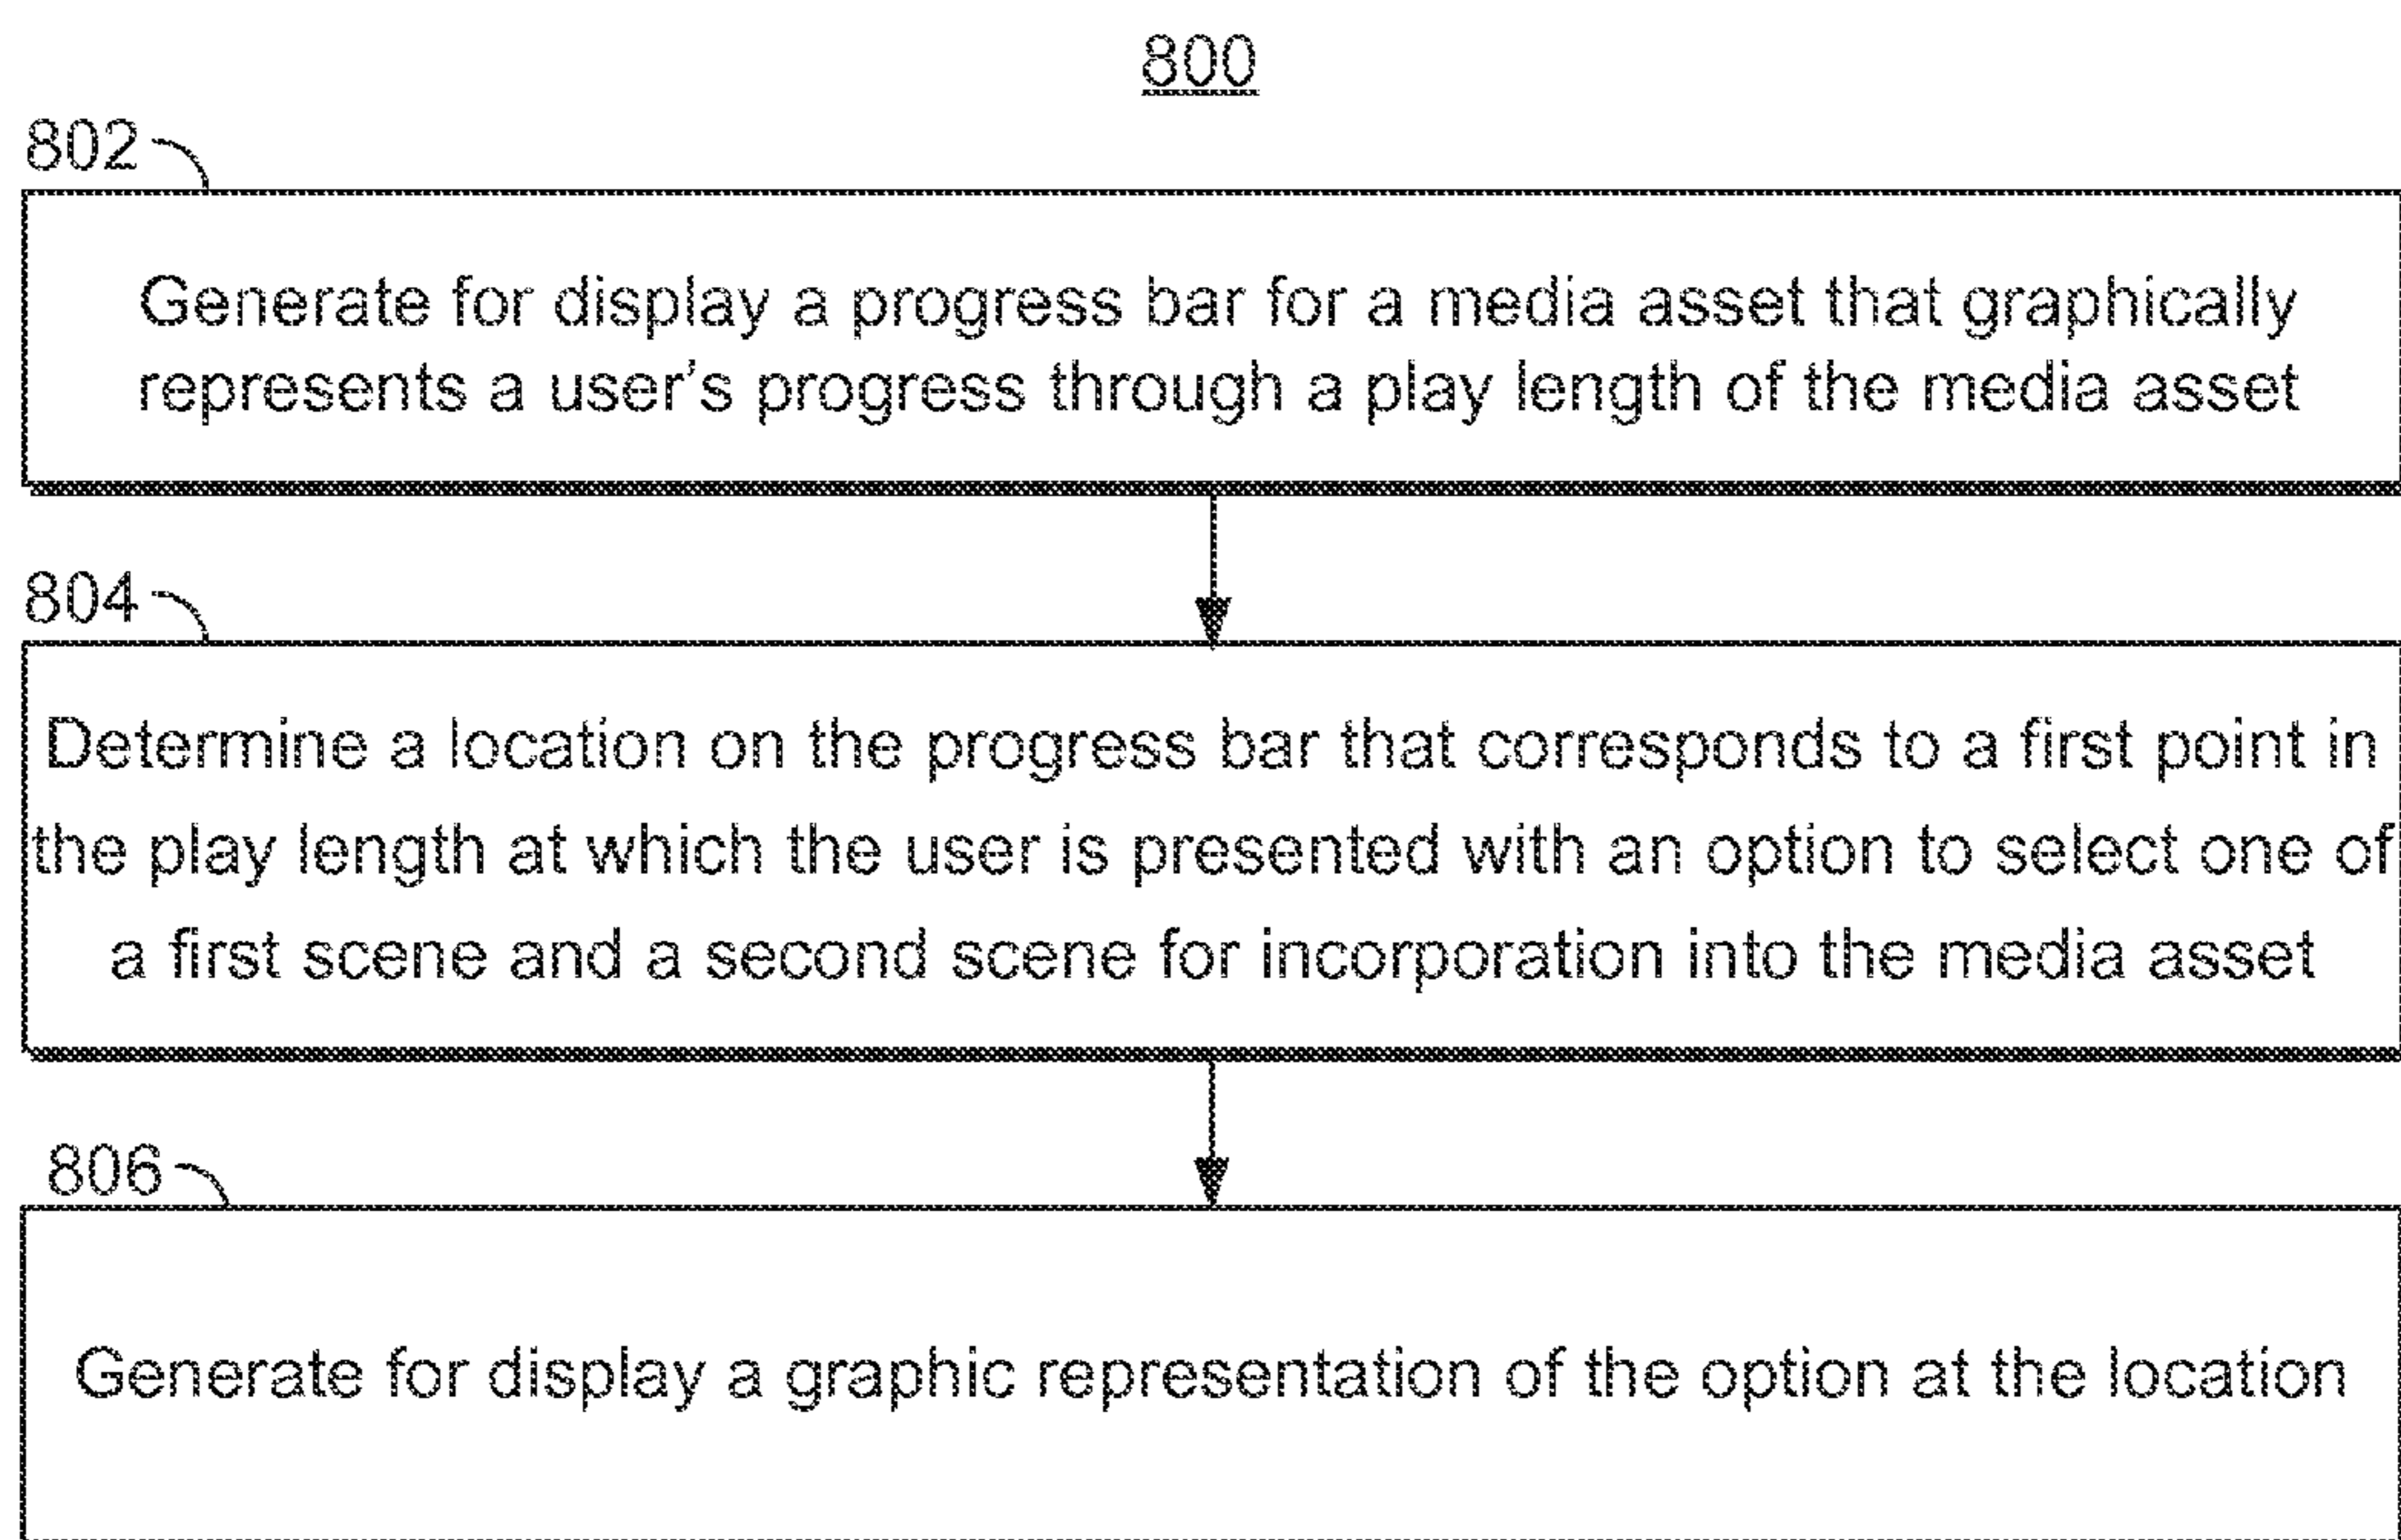 800
802
Generate for display a progress bar for a media asset that graphically
represents a user's progress through a play length of the media asset
804
Determine a location on the progress bar that corresponds to a first point in
the play length at which the user is presented with an option to select one of
a first scene and a second scene for incorporation into the media asset
806
Generate for display a graphic representation of the option at the location